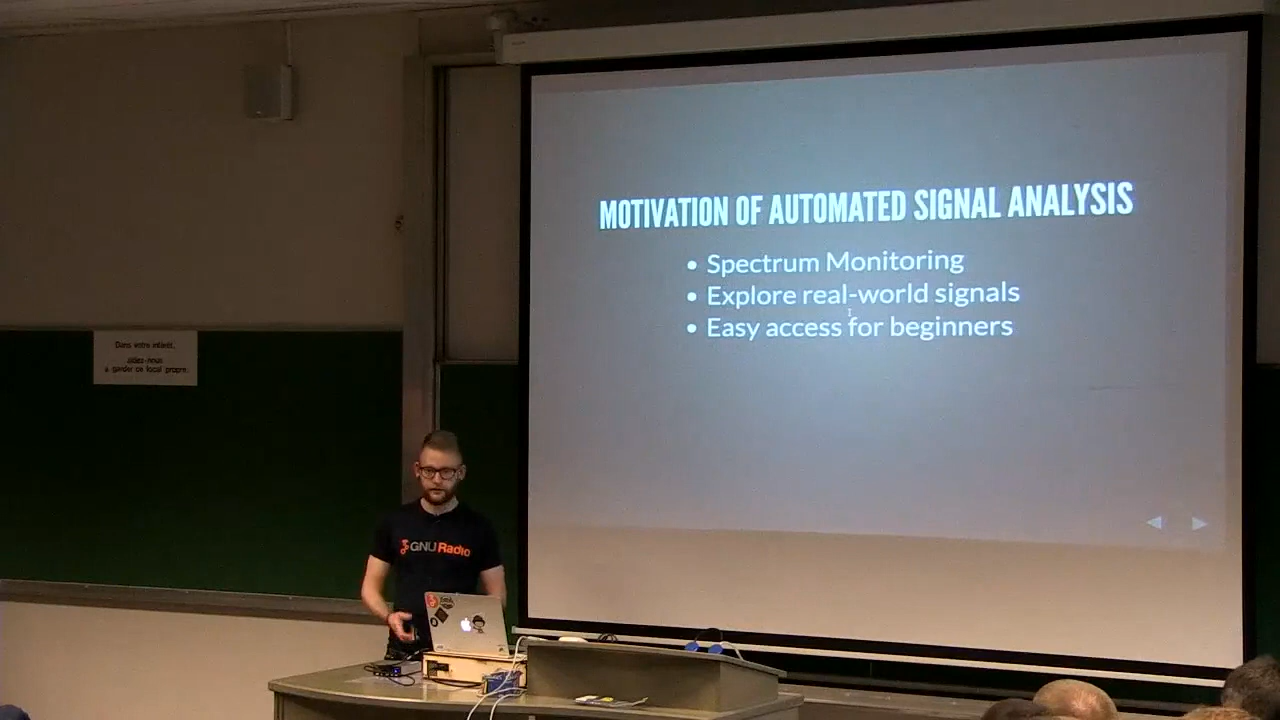 MOTIVATION OF AUTOMATED SIGNAL ANALYSIS
• Spectrum Monitoring
• Explore real-world signals
• Easy access for beginners
Dans votre intérêt,
aidez-nous
à garder ce local propre.
GNU Radio